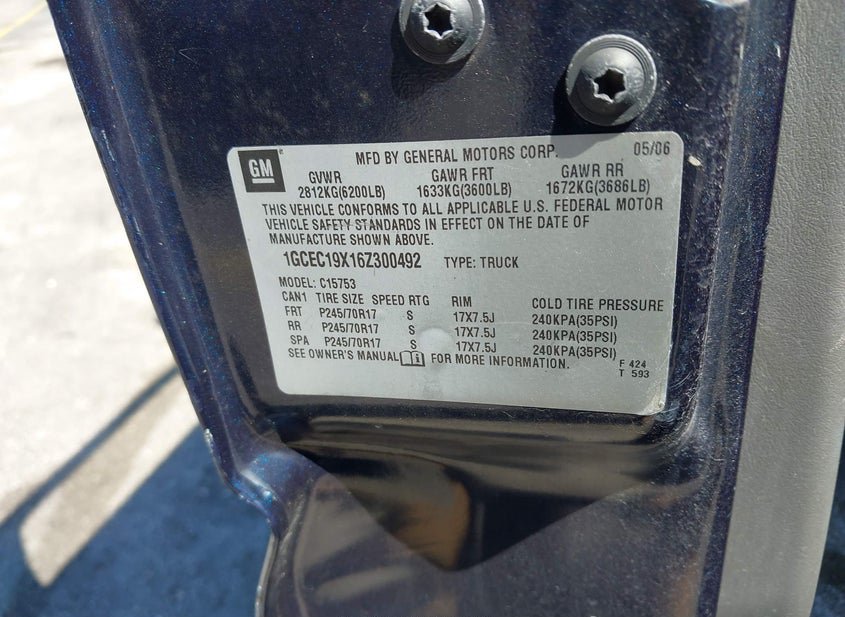 GM
MFD BY GENERAL MOTORS CORP. 05/06
GVWR GAWR FRT GAWR RR
2812KG(6200LB) 1633KG(3600LB) 1672KG(3686LB)
THIS VEHICLE CONFORMS TO ALL APPLICABLE U.S. FEDERAL MOTOR
VEHICLE SAFETY STANDARDS IN EFFECT ON THE DATE OF
MANUFACTURE SHOWN ABOVE.
1GCEC19X16Z300492 TYPE: TRUCK
MODEL: C15753
CAN1 TIRE SIZE SPEED RTG RIM COLD TIRE PRESSURE
FRT P245/70R17 S 17X7.5J 240KPA(35PSI)
RR P245/70R17 S 17X7.5J 240KPA(35PSI)
SPA P245/70R17 S 17X7.5J 240KPA(35PSI)
SEE OWNER'S MANUAL FOR MORE INFORMATION.
F 424
T 593